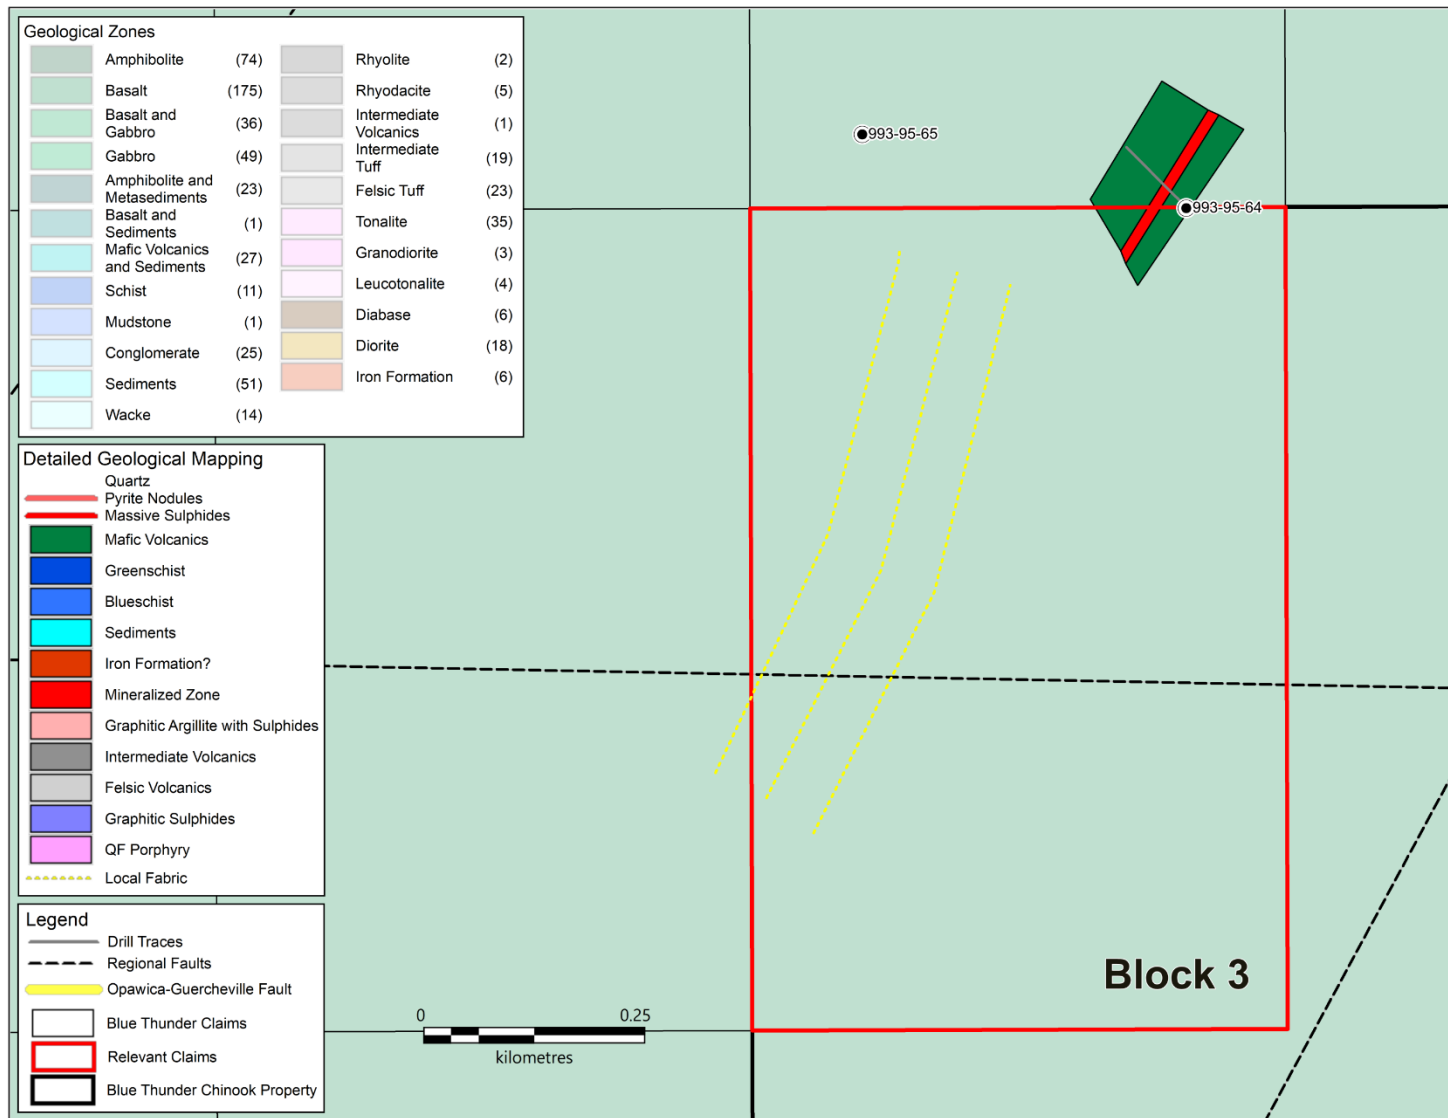 Geological Zones
Amphibolite (74)
Basalt (175)
Basalt and
Gabbro (36)
Gabbro (49)
Amphibolite and
Metasediments (23)
Basalt and
Sediments (1)
Mafic Volcanics
and Sediments (27)
Schist (11)
Mudstone (1)
Conglomerate (25)
Sediments (51)
Wacke (14)
Rhyolite (2)
Rhyodacite (5)
Intermediate
Volcanics (1)
Intermediate
Tuff (19)
Felsic Tuff (23)
Tonalite (35)
Granodiorite (3)
Leucotonalite (4)
Diabase (6)
Diorite (18)
Iron Formation (6)
993-95-65
993-95-64
Detailed Geological Mapping
Quartz
Pyrite Nodules
Massive Sulphides
Mafic Volcanics
Greenschist
Blueschist
Sediments
Iron Formation?
Mineralized Zone
Graphitic Argillite with Sulphides
Intermediate Volcanics
Felsic Volcanics
Graphitic Sulphides
QF Porphyry
Local Fabric
Legend
Drill Traces
Regional Faults
Opawica-Guercheville Fault
Blue Thunder Claims
Relevant Claims
Blue Thunder Chinook Property
Block 3
0 0.25
kilometres